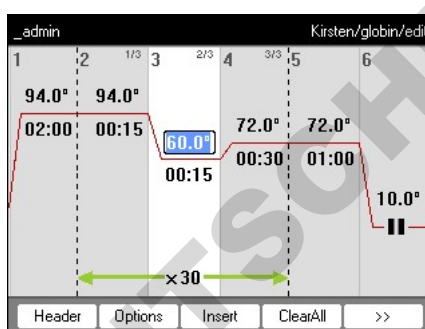 _admin Kirsten/globin/edi
1 2 1/3 3 2/3 4 3/3 5 6
94.0° 94.0° 60.0° 72.0° 72.0°
02:00 00:15 00:15 00:30 01:00
10.0°
×30
Header Options Insert ClearAll >>